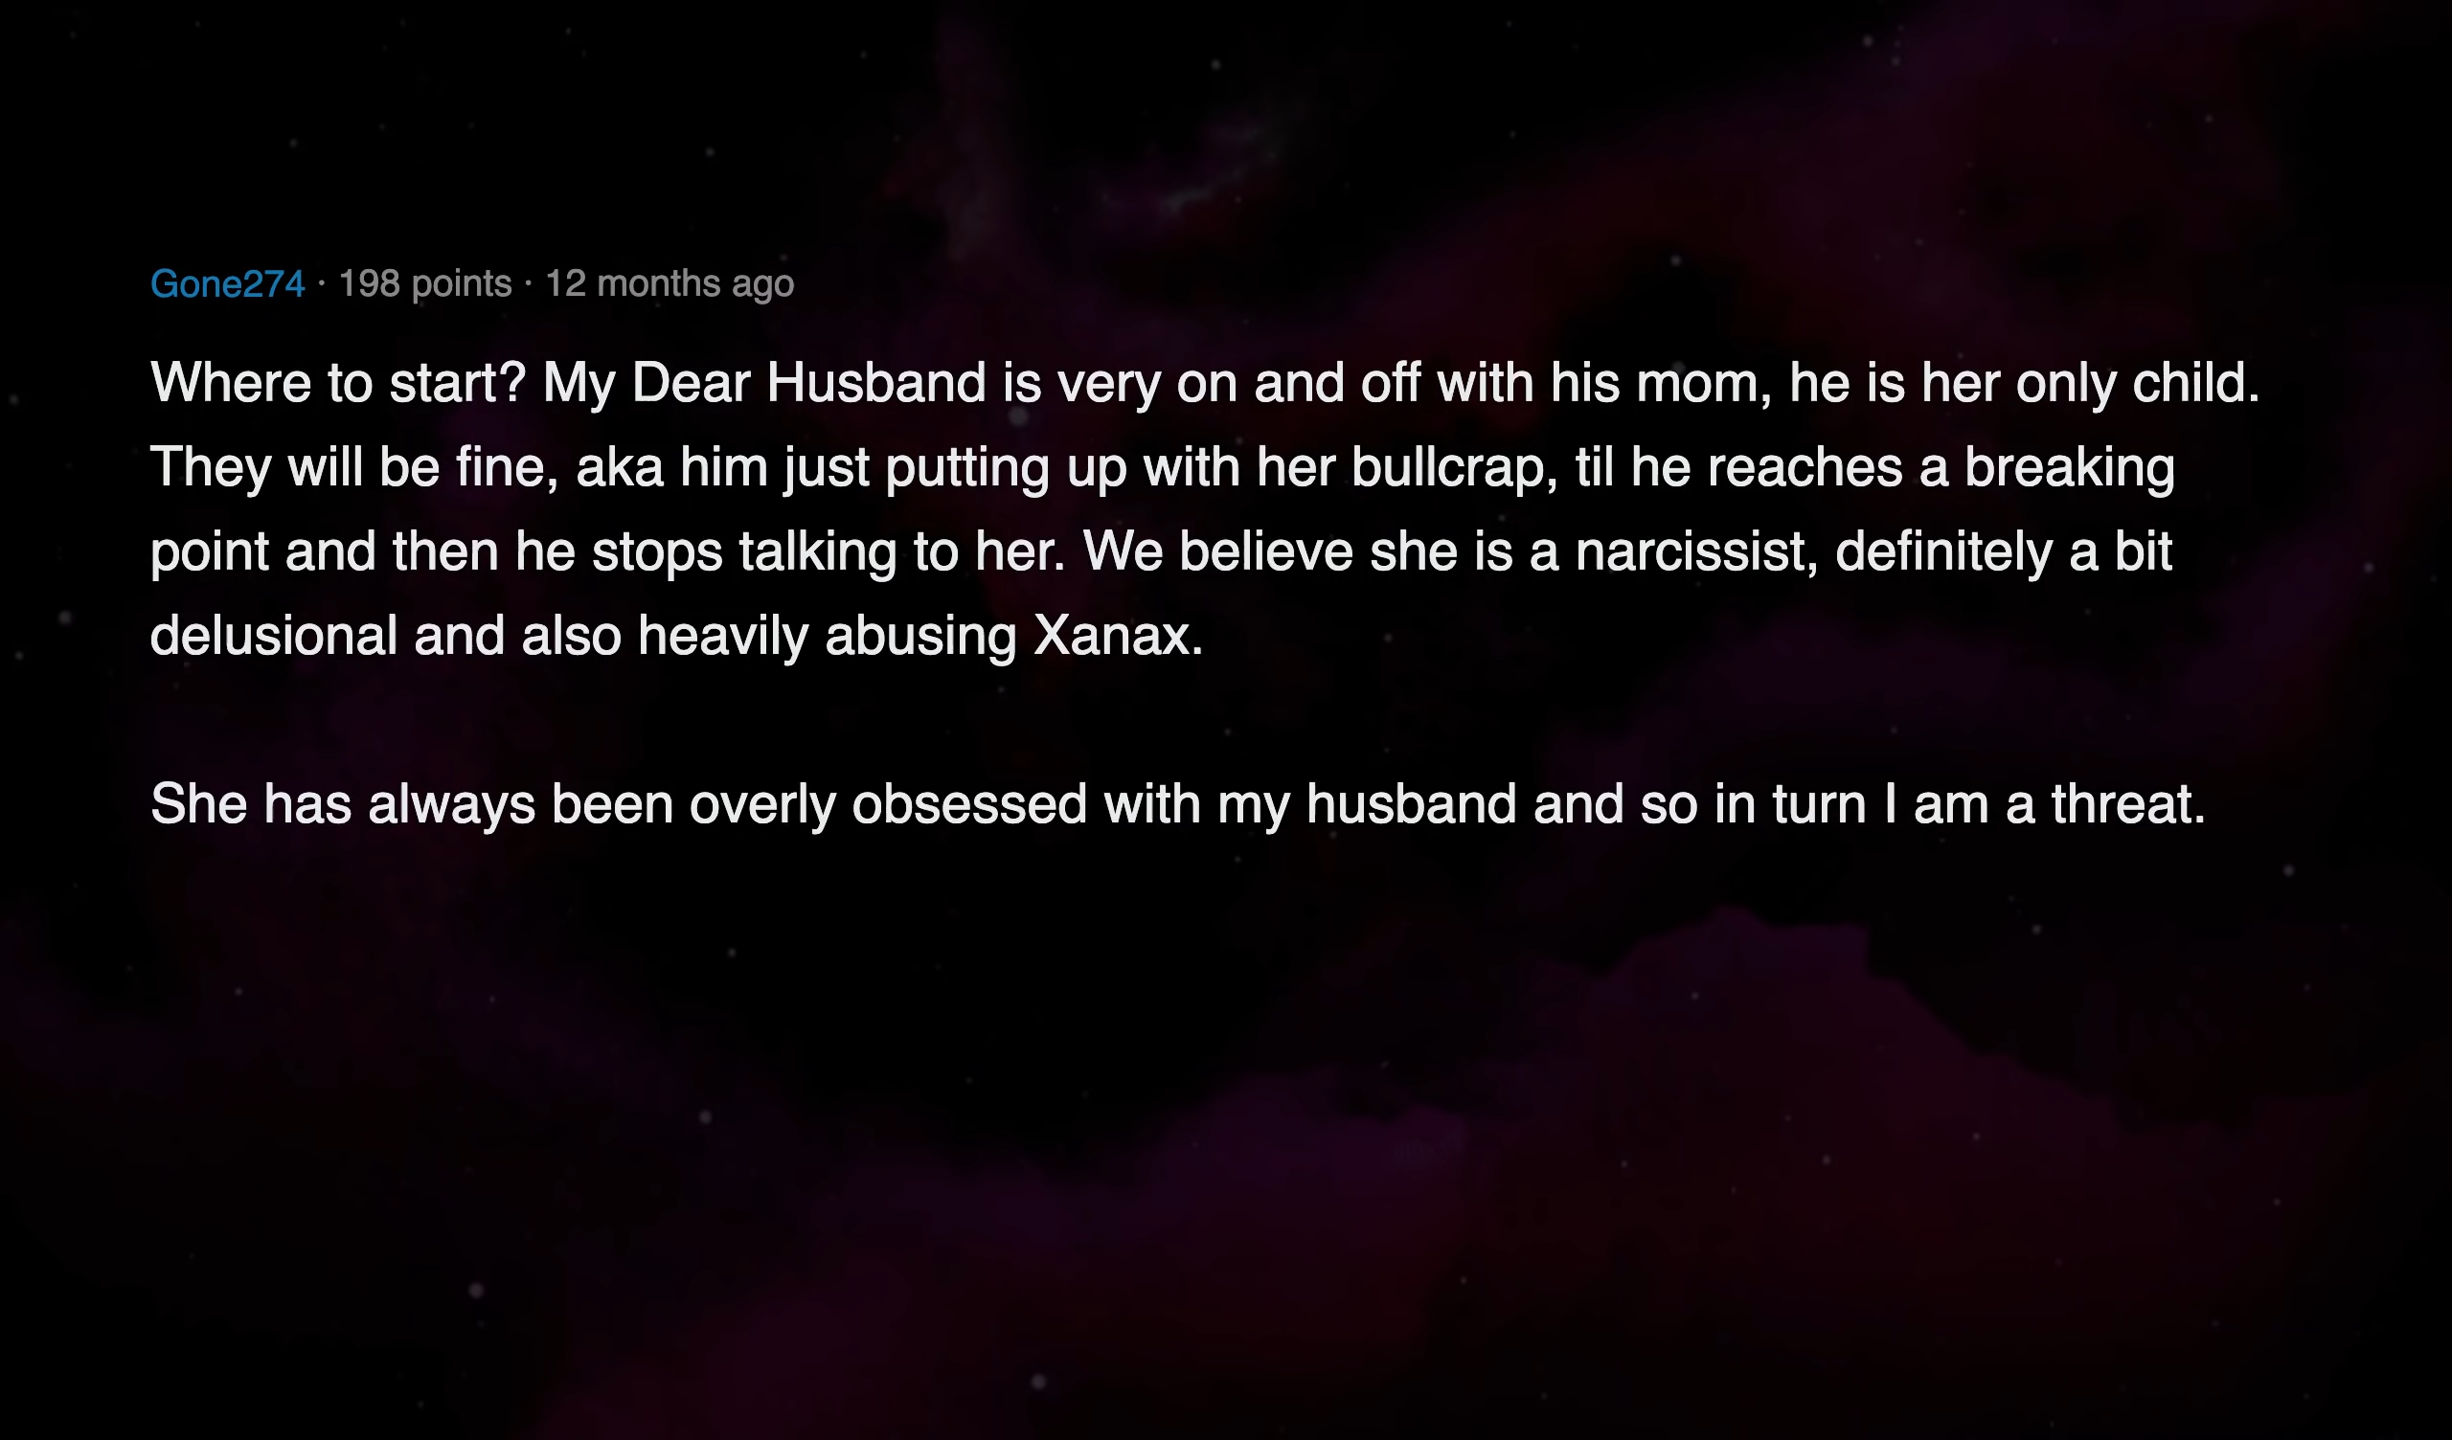 Gone274 · 198 points · 12 months ago
Where to start? My Dear Husband is very on and off with his mom, he is her only child.
They will be fine, aka him just putting up with her bullcrap, til he reaches a breaking
point and then he stops talking to her. We believe she is a narcissist, definitely a bit
delusional and also heavily abusing Xanax.
She has always been overly obsessed with my husband and so in turn I am a threat.